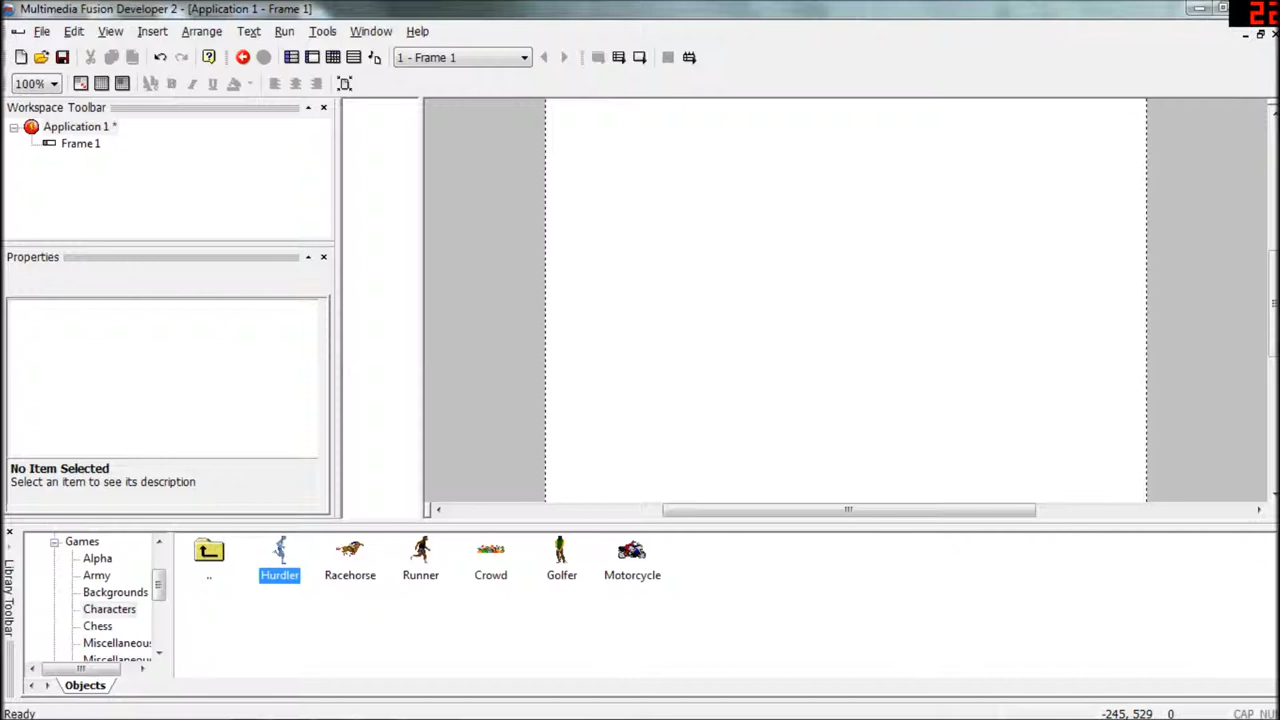 Multimedia Fusion Developer 2 - [Application 1 - Frame 1]
File Edit View Insert Arrange Text Run Tools Window Help
1 - Frame 1
100%
Workspace Toolbar
Application 1 *
Frame 1
Properties
No Item Selected
Select an item to see its description
Library Toolbar
Games
Alpha
Army
Backgrounds
Characters
Chess
Miscellaneous
Objects
..
Hurdler
Racehorse
Runner
Crowd
Golfer
Motorcycle
Ready
-245, 529 0 CAP